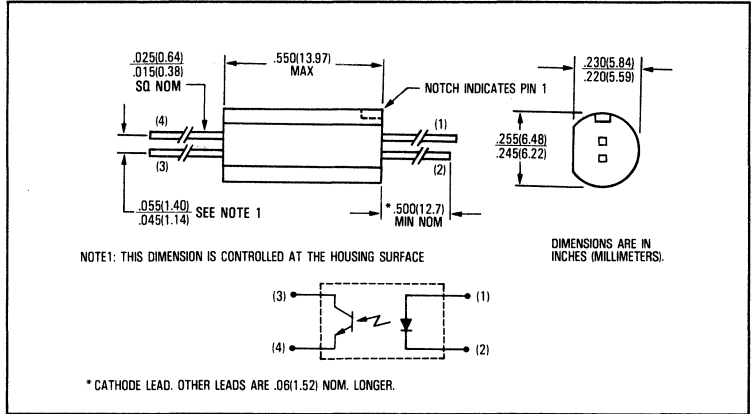 .025(0.64)
.015(0.38)
SQ NOM
.550(13.97)
MAX
NOTCH INDICATES PIN 1
.230(5.84)
.220(5.59)
(4)
(1)
(3)
(2)
.255(6.48)
.245(6.22)
.055(1.40)
.045(1.14)
SEE NOTE 1
* .500(12.7)
MIN NOM
NOTE1: THIS DIMENSION IS CONTROLLED AT THE HOUSING SURFACE
DIMENSIONS ARE IN
INCHES (MILLIMETERS).
(3)
(1)
(4)
(2)
* CATHODE LEAD. OTHER LEADS ARE .06(1.52) NOM. LONGER.